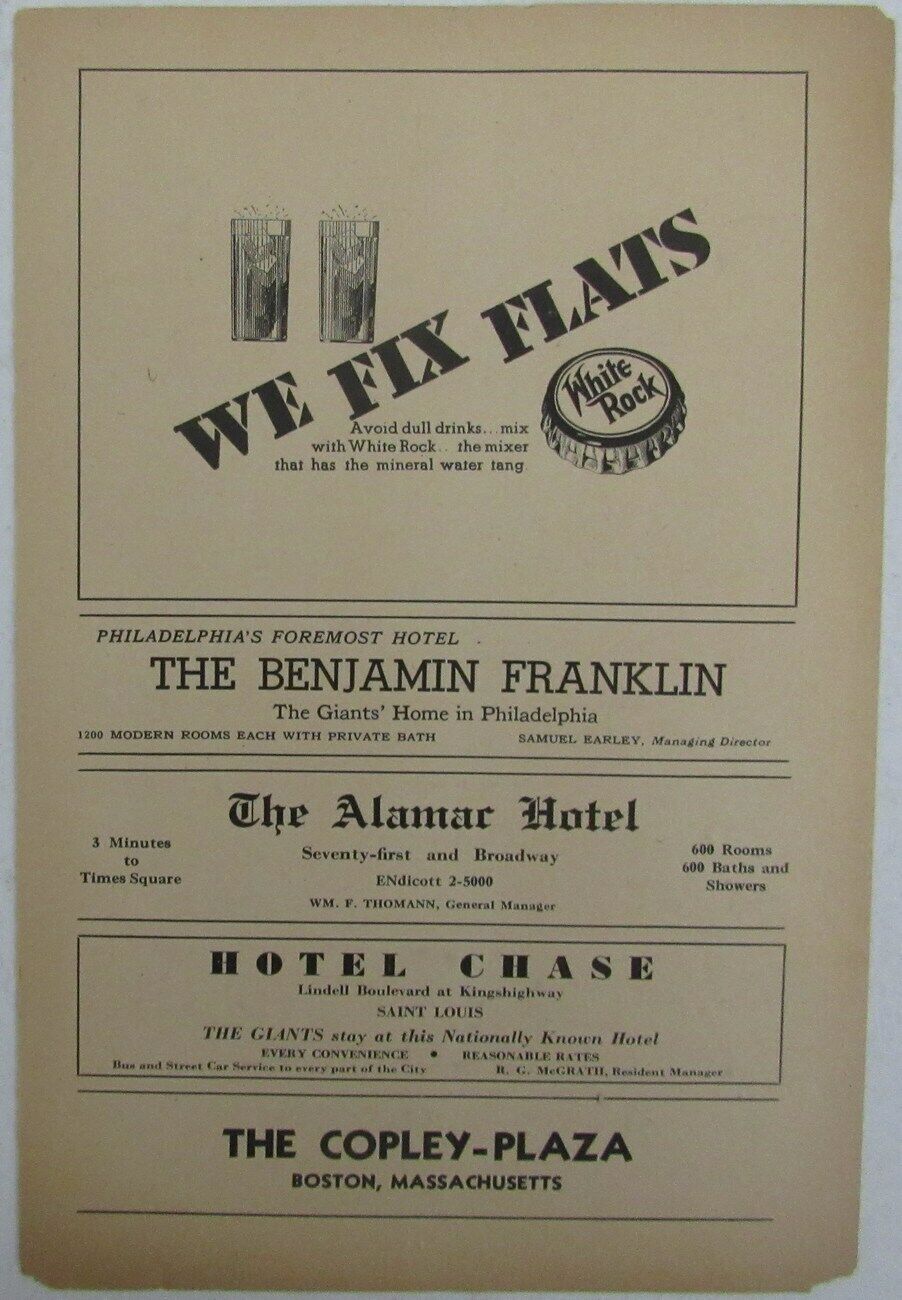 WE FIX FLATS
Avoid dull drinks...mix
with White Rock.. the mixer
that has the mineral water tang
White
Rock
PHILADELPHIA'S FOREMOST HOTEL
THE BENJAMIN FRANKLIN
The Giants' Home in Philadelphia
1200 MODERN ROOMS EACH WITH PRIVATE BATH SAMUEL EARLEY, Managing Director
The Alamac Hotel
3 Minutes
to
Times Square
Seventy-first and Broadway
ENdicott 2-5000
WM. F. THOMANN, General Manager
600 Rooms
600 Baths and
Showers
HOTEL CHASE
Lindell Boulevard at Kingshighway
SAINT LOUIS
THE GIANTS stay at this Nationally Known Hotel
EVERY CONVENIENCE • REASONABLE RATES
Bus and Street Car Service to every part of the City R. G. McGRATH, Resident Manager
THE COPLEY-PLAZA
BOSTON, MASSACHUSETTS